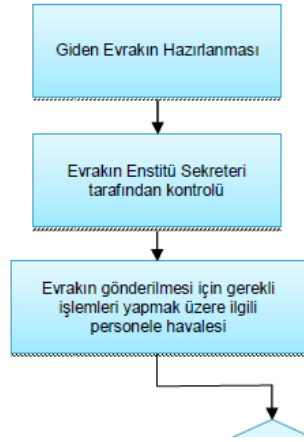 Giden Evrakın Hazırlanması
Evrakın Enstitü Sekreteri
tarafından kontrolü
Evrakın gönderilmesi için gerekli
işlemleri yapmak üzere ilgili
personele havalesi